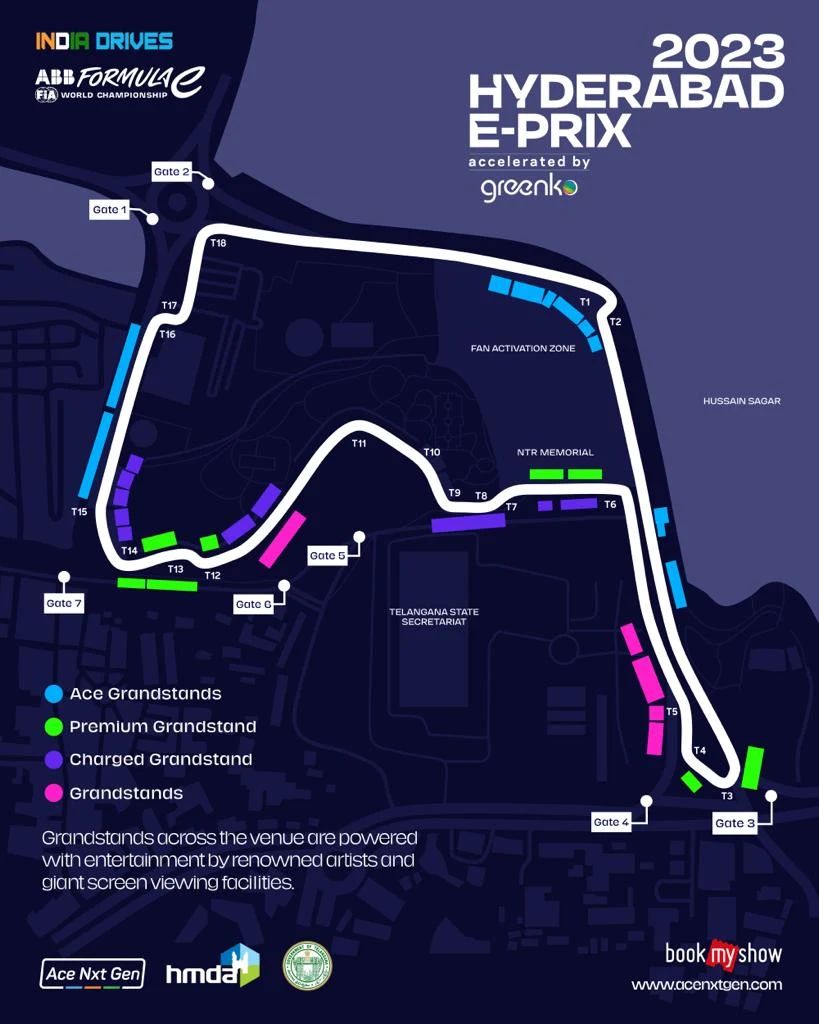 INDIA DRIVES
ABB FORMULA E
FIA WORLD CHAMPIONSHIP
2023
HYDERABAD
E-PRIX
accelerated by
greenko
Gate 2
Gate 1
T18
T17
T16
T1
T2
FAN ACTIVATION ZONE
HUSSAIN SAGAR
T11
T10
NTR MEMORIAL
T9
T8
T7
T6
T15
T14
T13
T12
Gate 5
Gate 7
Gate 6
TELANGANA STATE
SECRETARIAT
T5
T4
T3
Gate 4
Gate 3
Ace Grandstands
Premium Grandstand
Charged Grandstand
Grandstands
Grandstands across the venue are powered
with entertainment by renowned artists and
giant screen viewing facilities.
Ace Nxt Gen
hmda
book my show
www.acenxtgen.com